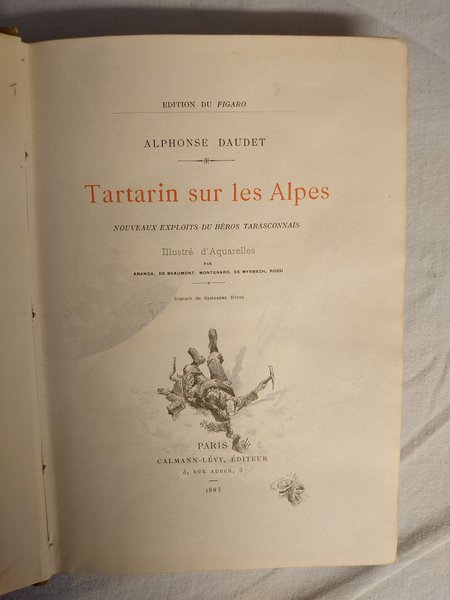 EDITION DU FIGARO
ALPHONSE DAUDET
Tartarin sur les Alpes
NOUVEAUX EXPLOITS DU HÉROS TARASCONNAIS
Illustré d'Aquarelles
PAR
ARANDA, DE BEAUMONT, MONTENARD, DE MYRBACH, ROSSI
Gravure de GUILLAUME frères
PARIS
CALMANN-LÉVY, ÉDITEUR
3, RUE AUBER, 3
1885